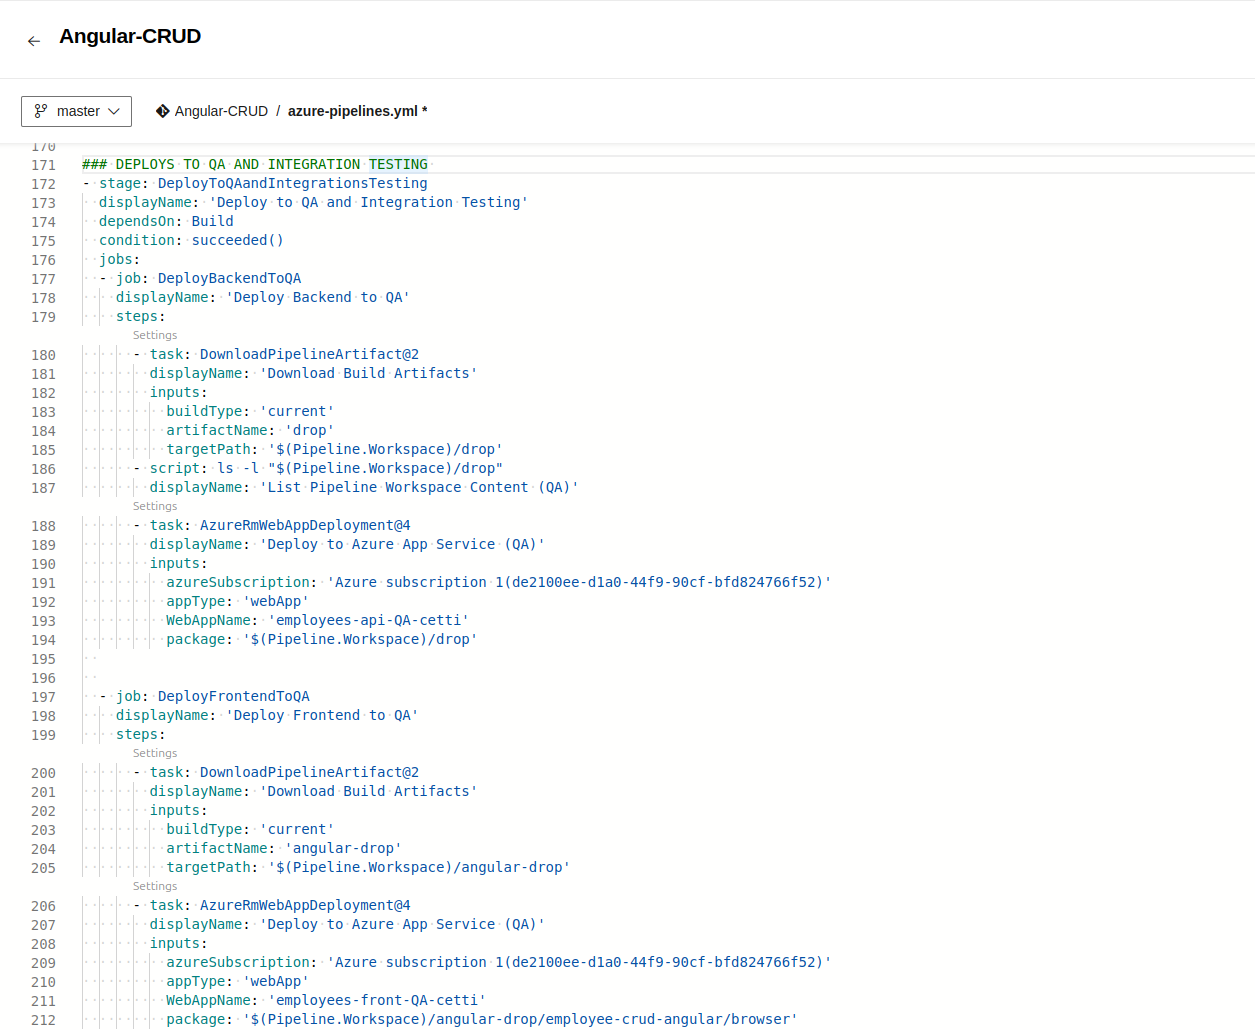 ← Angular-CRUD
master Angular-CRUD / azure-pipelines.yml *
170
171 ### DEPLOYS TO QA AND INTEGRATION TESTING
172 - stage: DeployToQAandIntegrationsTesting
173   displayName: 'Deploy to QA and Integration Testing'
174   dependsOn: Build
175   condition: succeeded()
176   jobs:
177   - job: DeployBackendToQA
178     displayName: 'Deploy Backend to QA'
179     steps:
Settings
180       - task: DownloadPipelineArtifact@2
181         displayName: 'Download Build Artifacts'
182         inputs:
183           buildType: 'current'
184           artifactName: 'drop'
185           targetPath: '$(Pipeline.Workspace)/drop'
186       - script: ls -l "$(Pipeline.Workspace)/drop"
187         displayName: 'List Pipeline Workspace Content (QA)'
Settings
188       - task: AzureRmWebAppDeployment@4
189         displayName: 'Deploy to Azure App Service (QA)'
190         inputs:
191           azureSubscription: 'Azure subscription 1(de2100ee-d1a0-44f9-90cf-bfd824766f52)'
192           appType: 'webApp'
193           WebAppName: 'employees-api-QA-cetti'
194           package: '$(Pipeline.Workspace)/drop'
195
196
197   - job: DeployFrontendToQA
198     displayName: 'Deploy Frontend to QA'
199     steps:
Settings
200       - task: DownloadPipelineArtifact@2
201         displayName: 'Download Build Artifacts'
202         inputs:
203           buildType: 'current'
204           artifactName: 'angular-drop'
205           targetPath: '$(Pipeline.Workspace)/angular-drop'
Settings
206       - task: AzureRmWebAppDeployment@4
207         displayName: 'Deploy to Azure App Service (QA)'
208         inputs:
209           azureSubscription: 'Azure subscription 1(de2100ee-d1a0-44f9-90cf-bfd824766f52)'
210           appType: 'webApp'
211           WebAppName: 'employees-front-QA-cetti'
212           package: '$(Pipeline.Workspace)/angular-drop/employee-crud-angular/browser'